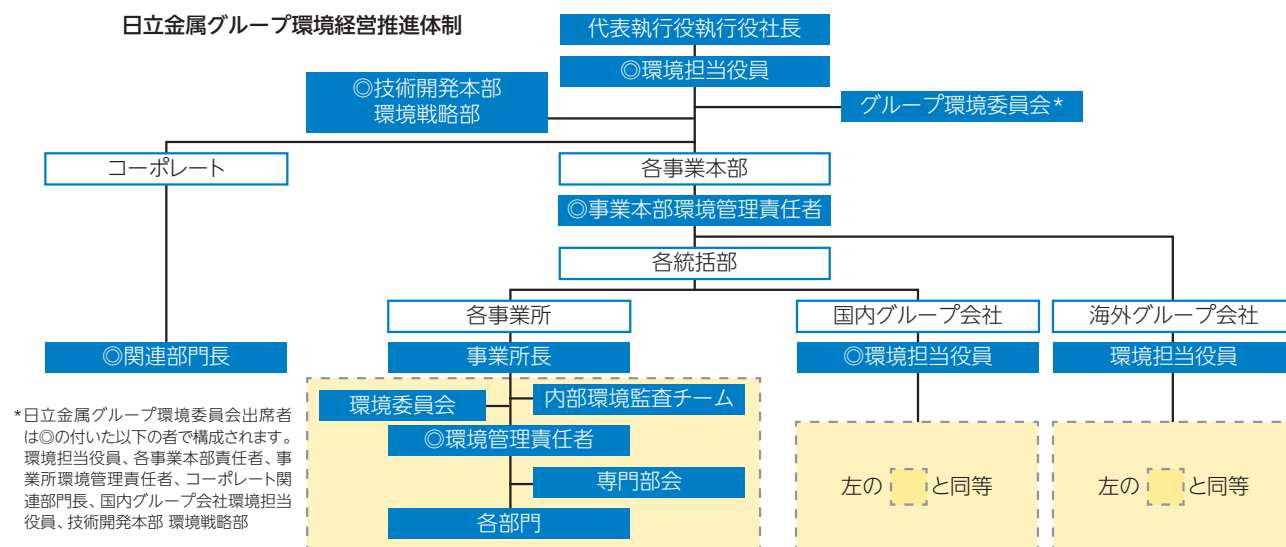 日立金属グループ環境経営推進体制
代表執行役執行役社長
◎環境担当役員
◎技術開発本部
環境戦略部
グループ環境委員会*
コーポレート
各事業本部
◎事業本部環境管理責任者
各統括部
各事業所
国内グループ会社
海外グループ会社
◎関連部門長
事業所長
◎環境担当役員
環境担当役員
環境委員会
内部環境監査チーム
◎環境管理責任者
専門部会
各部門
左の
と同等
左の
と同等
*日立金属グループ環境委員会出席者
は◎の付いた以下の者で構成されます。
環境担当役員、各事業本部責任者、事
業所環境管理責任者、コーポレート関
連部門長、国内グループ会社環境担当
役員、技術開発本部 環境戦略部